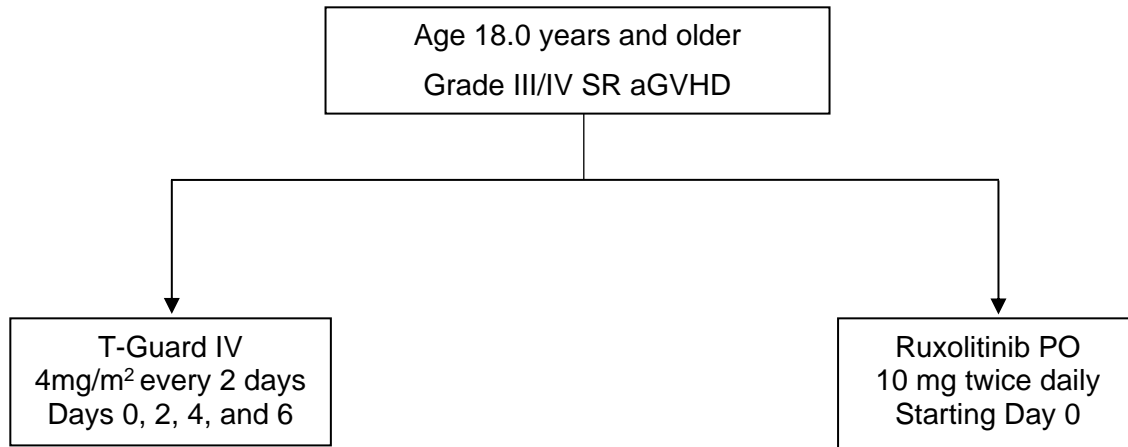 Age 18.0 years and older
Grade III/IV SR aGVHD
T-Guard IV
4mg/m² every 2 days
Days 0, 2, 4, and 6
Ruxolitinib PO
10 mg twice daily
Starting Day 0